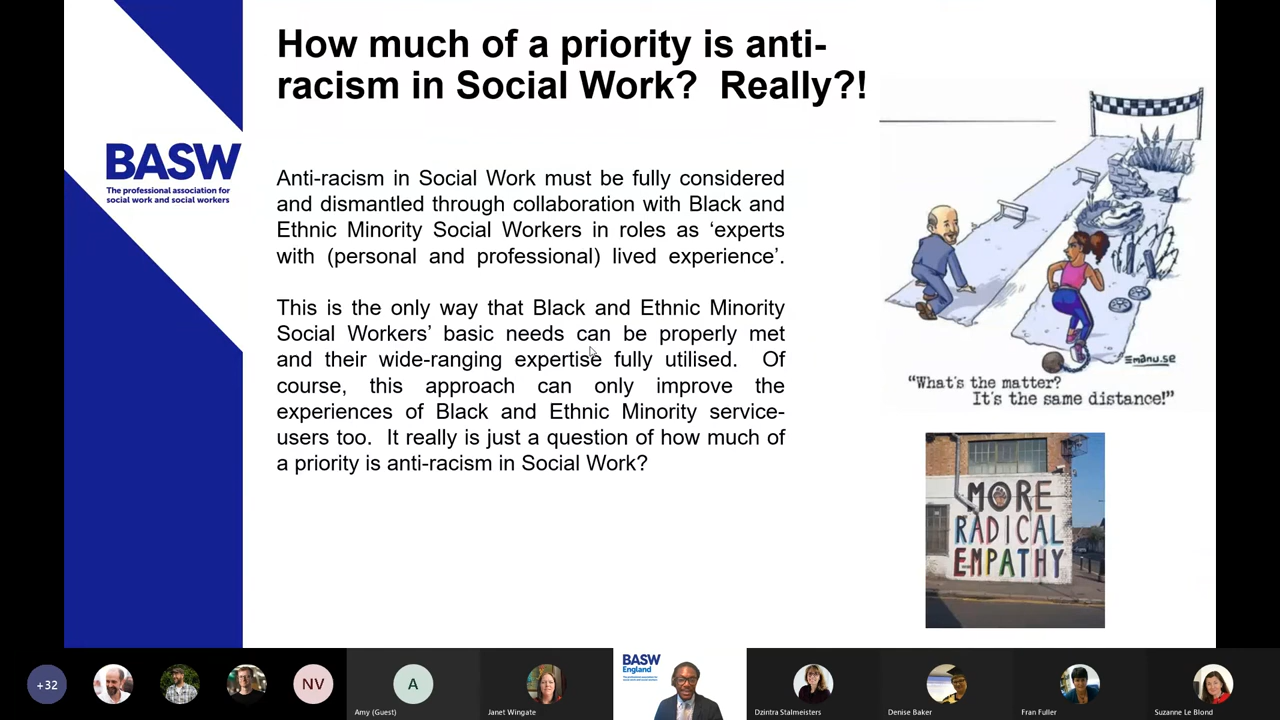 How much of a priority is anti-
racism in Social Work?  Really?!
BASW
The professional association for
social work and social workers
Anti-racism in Social Work must be fully considered
and dismantled through collaboration with Black and
Ethnic Minority Social Workers in roles as ‘experts
with (personal and professional) lived experience’.
This is the only way that Black and Ethnic Minority
Social Workers’ basic needs can be properly met
and their wide-ranging expertise fully utilised.  Of
course, this approach can only improve the
experiences of Black and Ethnic Minority service-
users too.  It really is just a question of how much of
a priority is anti-racism in Social Work?
Emanu.se
“What's the matter?
It's the same distance!”
MORE
RADICAL
EMPATHY
+32
NV
A
Amy (Guest)
Janet Wingate
BASW
England
Dzintra Stalmeisters
Denise Baker
Fran Fuller
Suzanne Le Blond